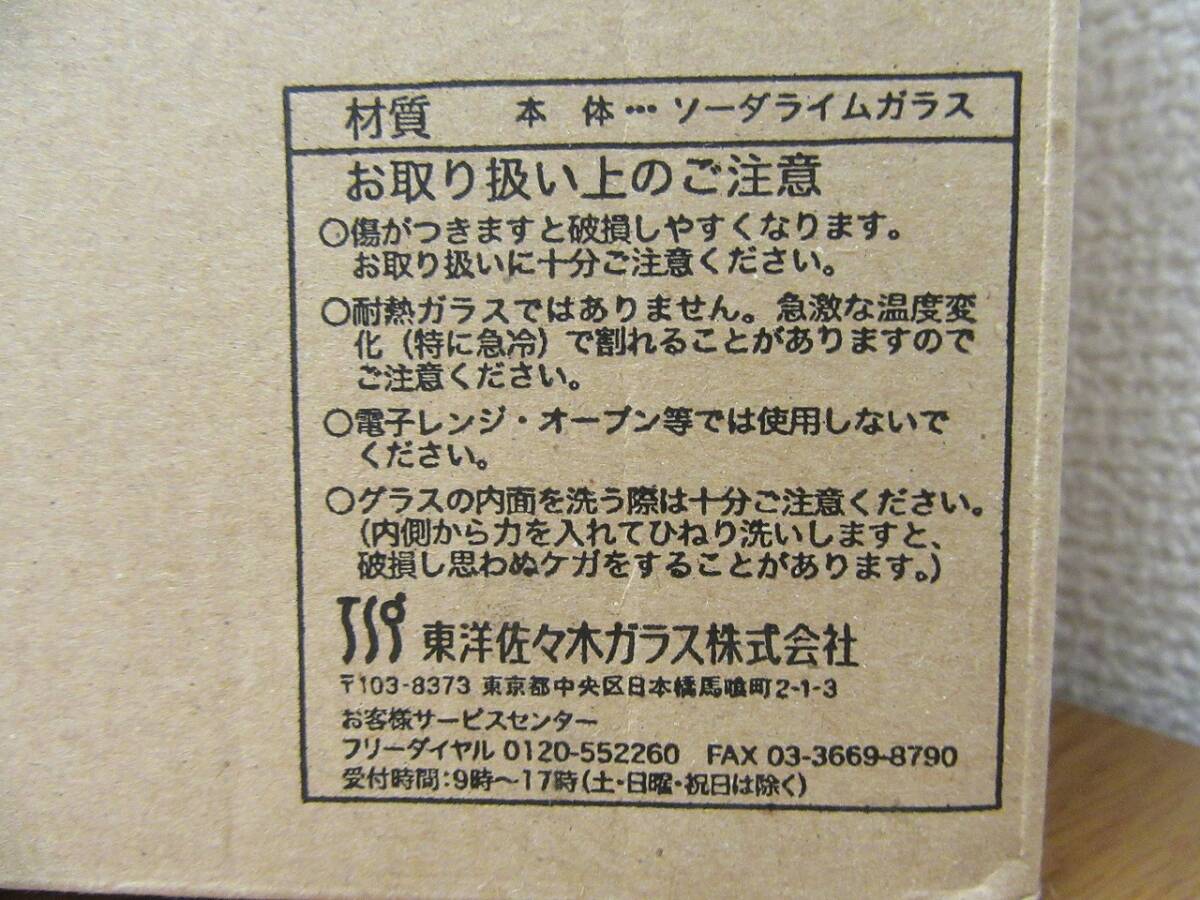 材質 本体…ソーダライムガラス
お取り扱い上のご注意
○傷がつきますと破損しやすくなります。
お取り扱いに十分ご注意ください。
○耐熱ガラスではありません。急激な温度変
化（特に急冷）で割れることがありますので
ご注意ください。
○電子レンジ・オーブン等では使用しないで
ください。
○グラスの内面を洗う際は十分ご注意ください。
（内側から力を入れてひねり洗いしますと、
破損し思わぬケガをすることがあります。）
TSG 東洋佐々木ガラス株式会社
〒103-8373 東京都中央区日本橋馬喰町2-1-3
お客様サービスセンター
フリーダイヤル 0120-552260 FAX 03-3669-8790
受付時間：9時～17時（土・日曜・祝日は除く）